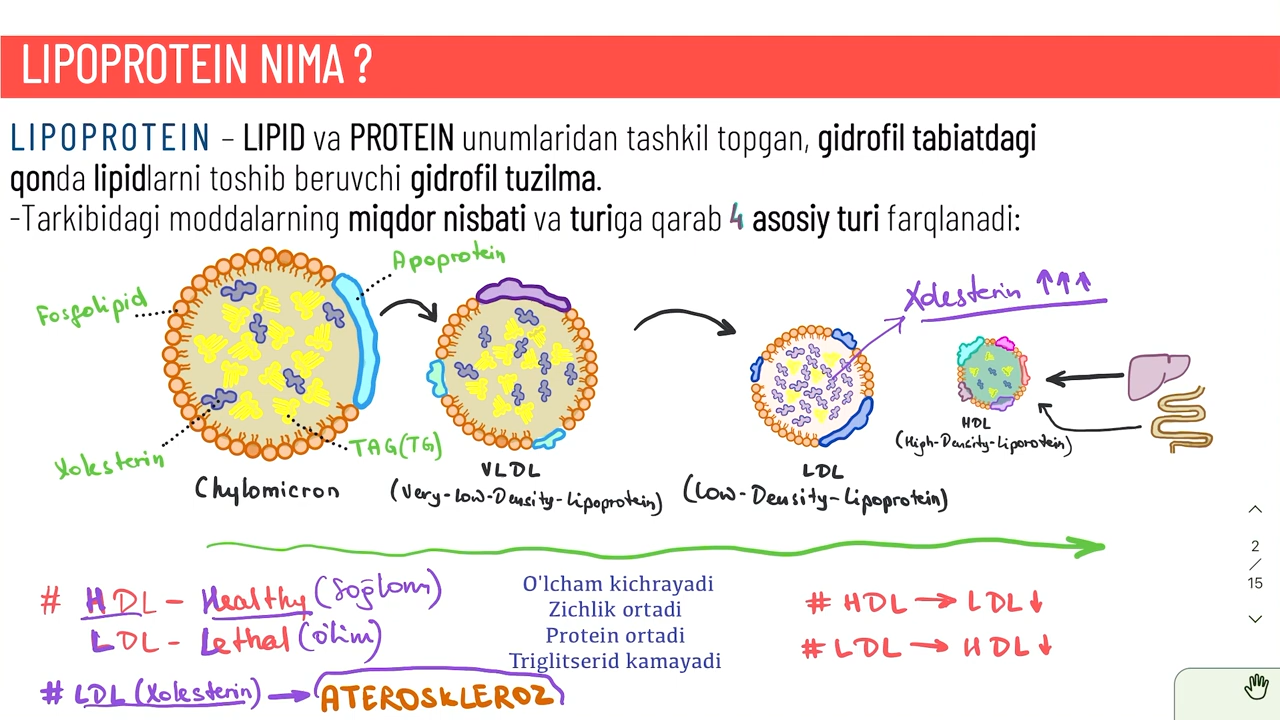 LIPOPROTEIN NIMA ?
LIPOPROTEIN – LIPID va PROTEIN unumlaridan tashkil topgan, gidrofil tabiatdagi
qonda lipidlarni toshib beruvchi gidrofil tuzilma.
-Tarkibidagi moddalarning miqdor nisbati va turiga qarab 4 asosiy turi farqlanadi:
Apoprotein
Fosfolipid
Xolesterin
TAG(TG)
Chylomicron
VLDL
(Very-low-Density-Lipoprotein)
Xolesterin ↑↑↑
LDL
(Low-Density-Lipoprotein)
HDL
(High-Density-Liporotein)
# HDL – Healthy (Sog'lom)
LDL – Lethal (o'lim)
# LDL (Xolesterin) → ATEROSKLEROZ
O'lcham kichrayadi
Zichlik ortadi
Protein ortadi
Triglitserid kamayadi
# HDL → LDL ↓
# LDL → HDL ↓
2
/
15